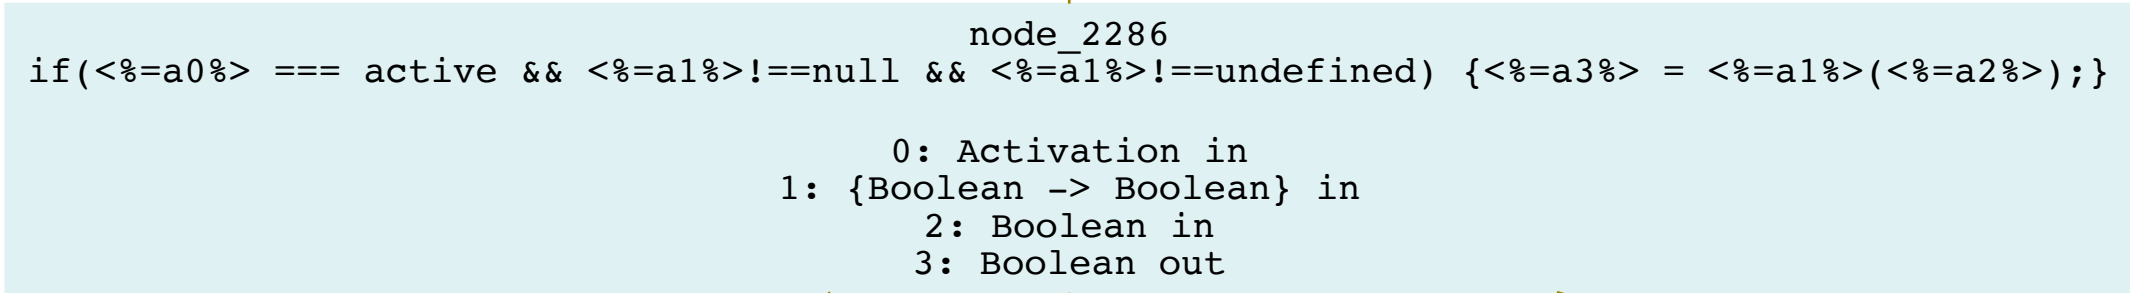 node_2286
if(<%=a0%> === active && <%=a1%>!==null && <%=a1%>!==undefined) {<%=a3%> = <%=a1%>(<%=a2%>);}
0: Activation in
1: {Boolean -> Boolean} in
2: Boolean in
3: Boolean out